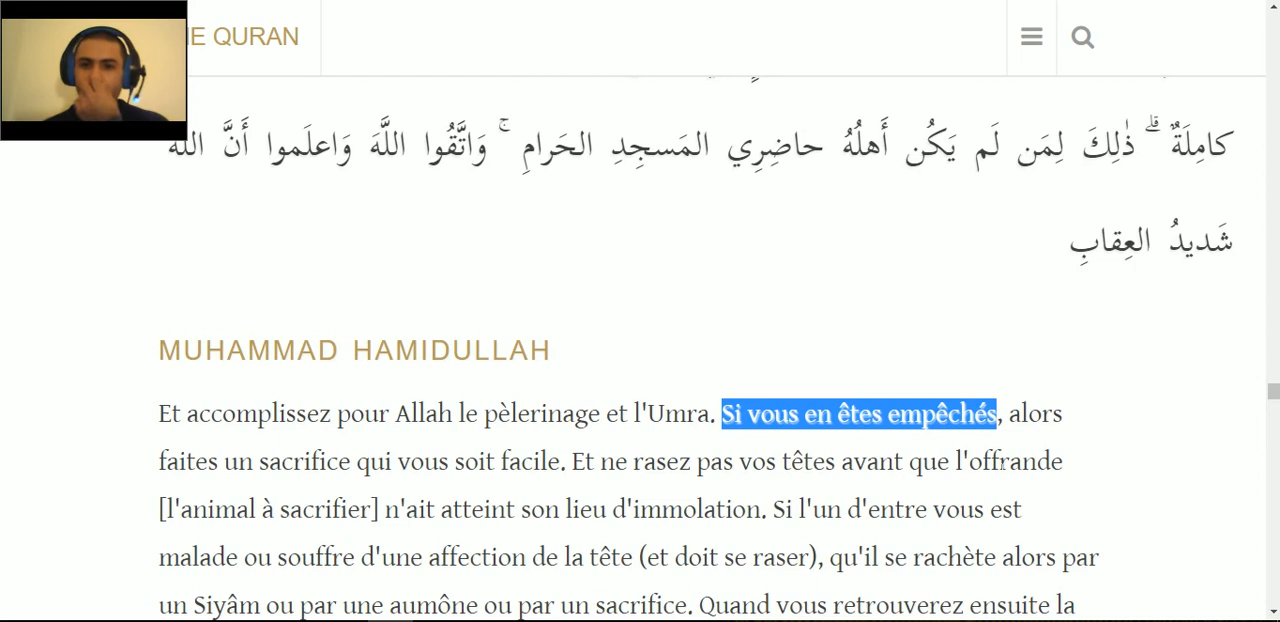 E QURAN
كامِلَةٌ ۗ ذٰلِكَ لِمَن لَم يَكُن أَهلُهُ حاضِرِي المَسجِدِ الحَرامِ ۚ وَاتَّقُوا اللَّهَ وَاعلَموا أَنَّ اللَّهَ
شَديدُ العِقابِ
MUHAMMAD HAMIDULLAH
Et accomplissez pour Allah le pèlerinage et l'Umra. Si vous en êtes empêchés, alors
faites un sacrifice qui vous soit facile. Et ne rasez pas vos têtes avant que l'offrande
[l'animal à sacrifier] n'ait atteint son lieu d'immolation. Si l'un d'entre vous est
malade ou souffre d'une affection de la tête (et doit se raser), qu'il se rachète alors par
un Siyâm ou par une aumône ou par un sacrifice. Quand vous retrouverez ensuite la